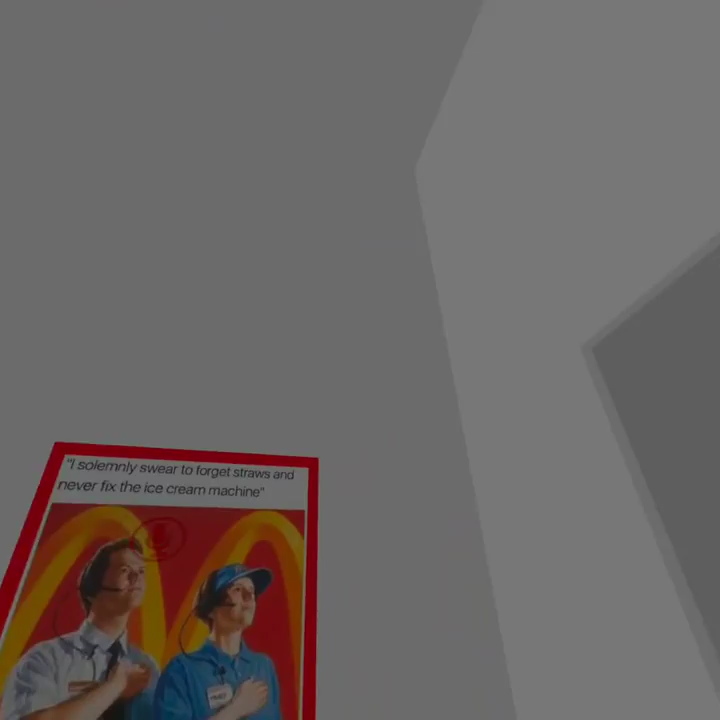 "I solemnly swear to forget straws and
never fix the ice cream machine"